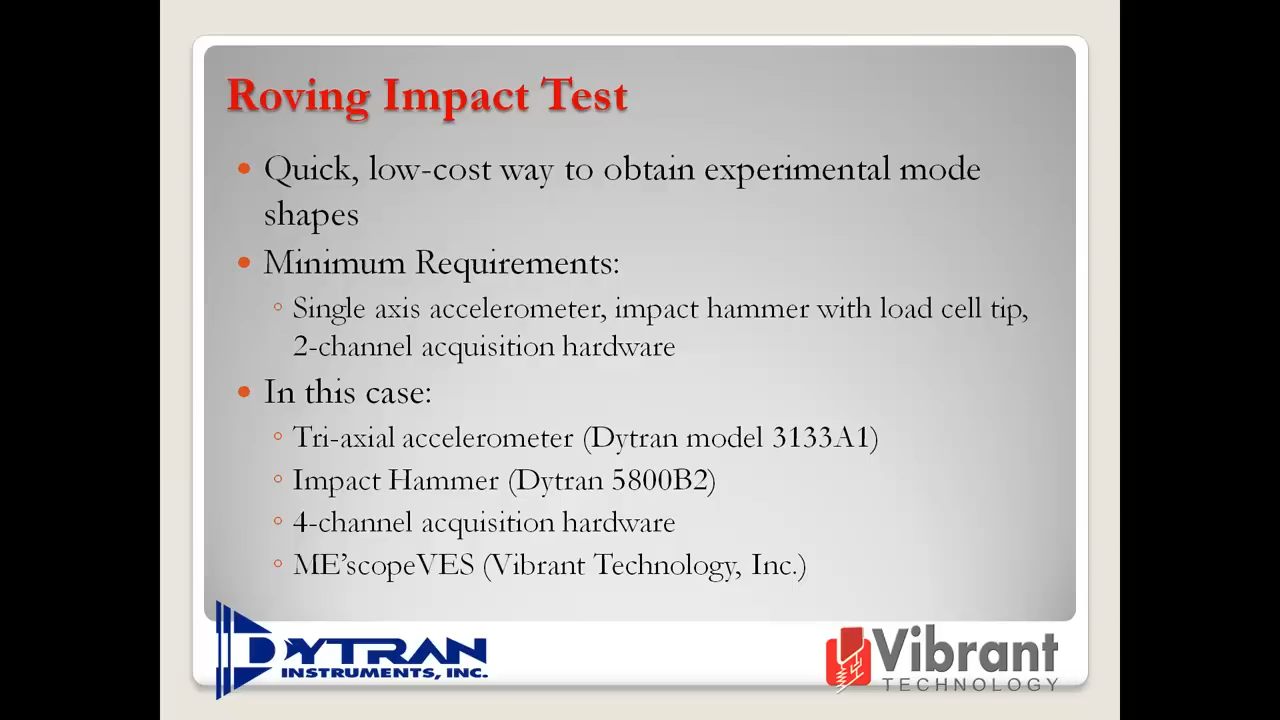 Roving Impact Test
• Quick, low-cost way to obtain experimental mode
shapes
• Minimum Requirements:
◦ Single axis accelerometer, impact hammer with load cell tip,
2-channel acquisition hardware
• In this case:
◦ Tri-axial accelerometer (Dytran model 3133A1)
◦ Impact Hammer (Dytran 5800B2)
◦ 4-channel acquisition hardware
◦ ME’scopeVES (Vibrant Technology, Inc.)
DYTRAN
INSTRUMENTS, INC.
Vibrant
TECHNOLOGY